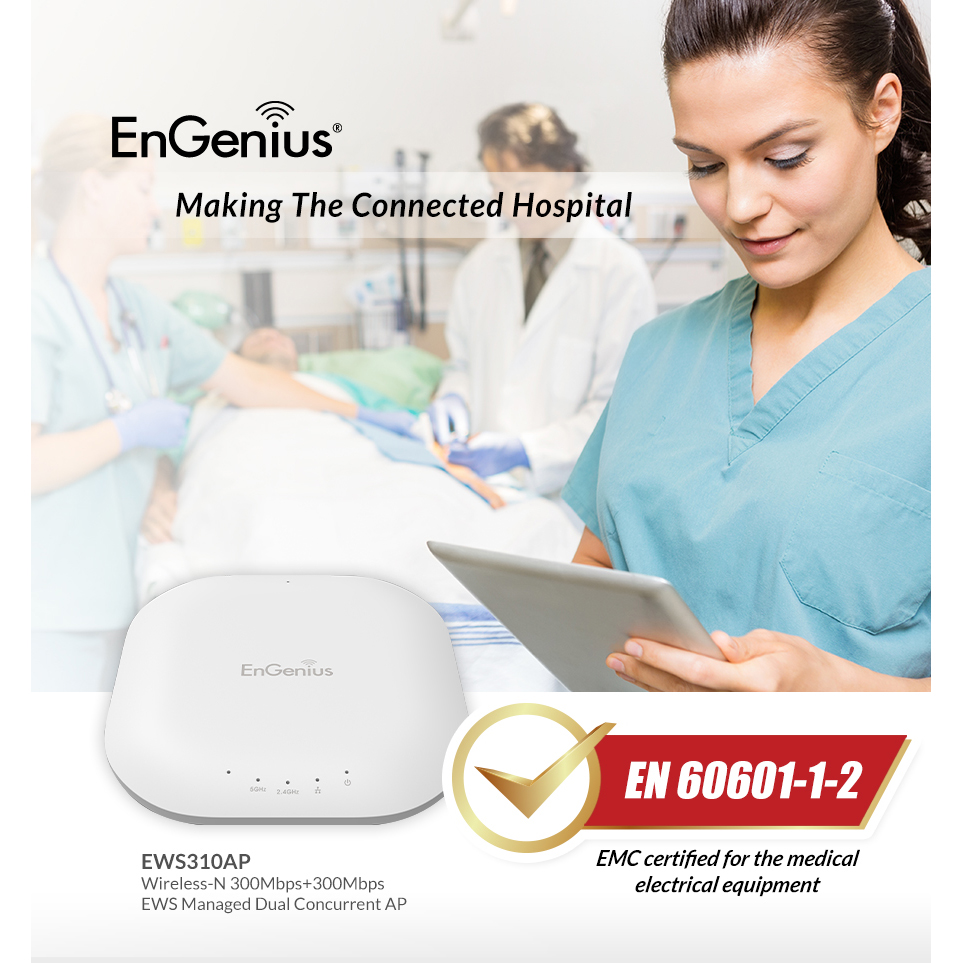 EnGenius®
Making The Connected Hospital
EnGenius
5GHz 2.4GHz
EN 60601-1-2
EWS310AP
Wireless-N 300Mbps+300Mbps
EWS Managed Dual Concurrent AP
EMC certified for the medical
electrical equipment